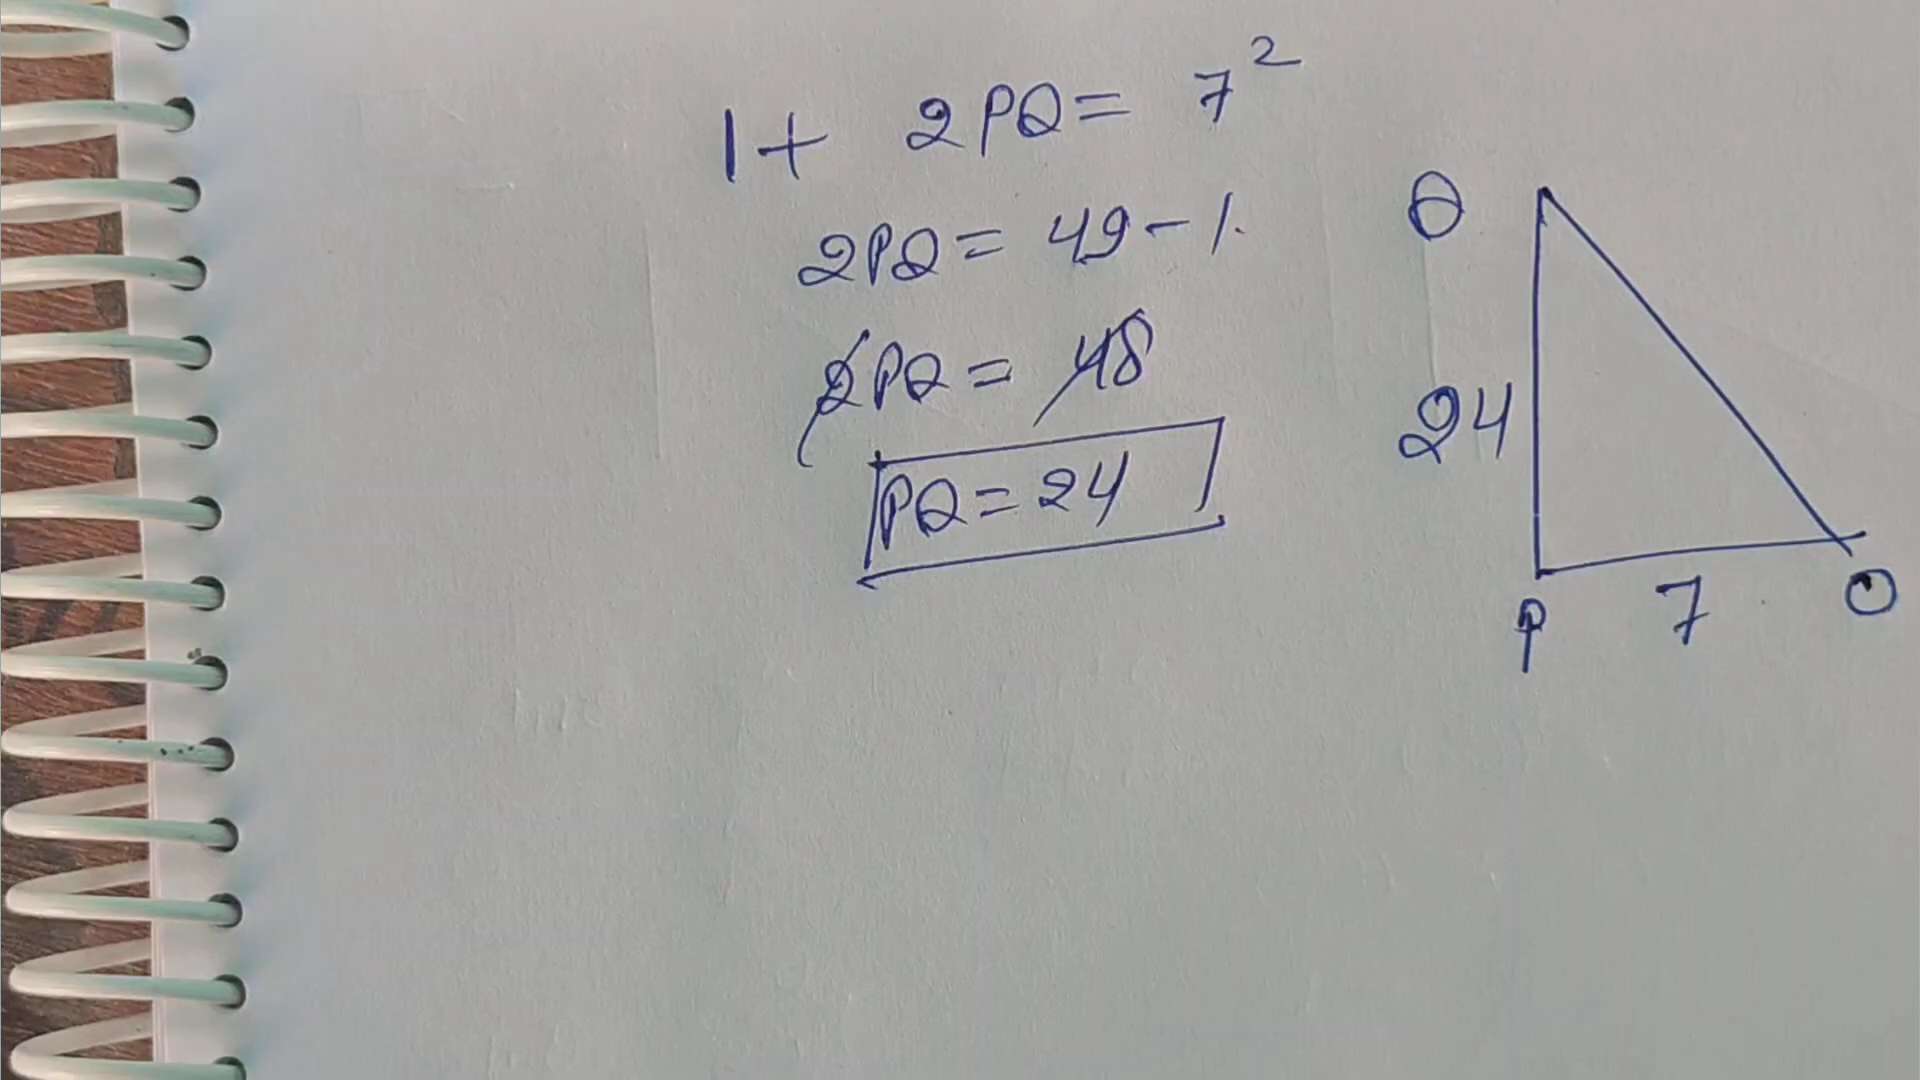 1 + 2PQ = 7²
2PQ = 49 - 1
2PQ = 48
PQ = 24
Q
24
P
7
O